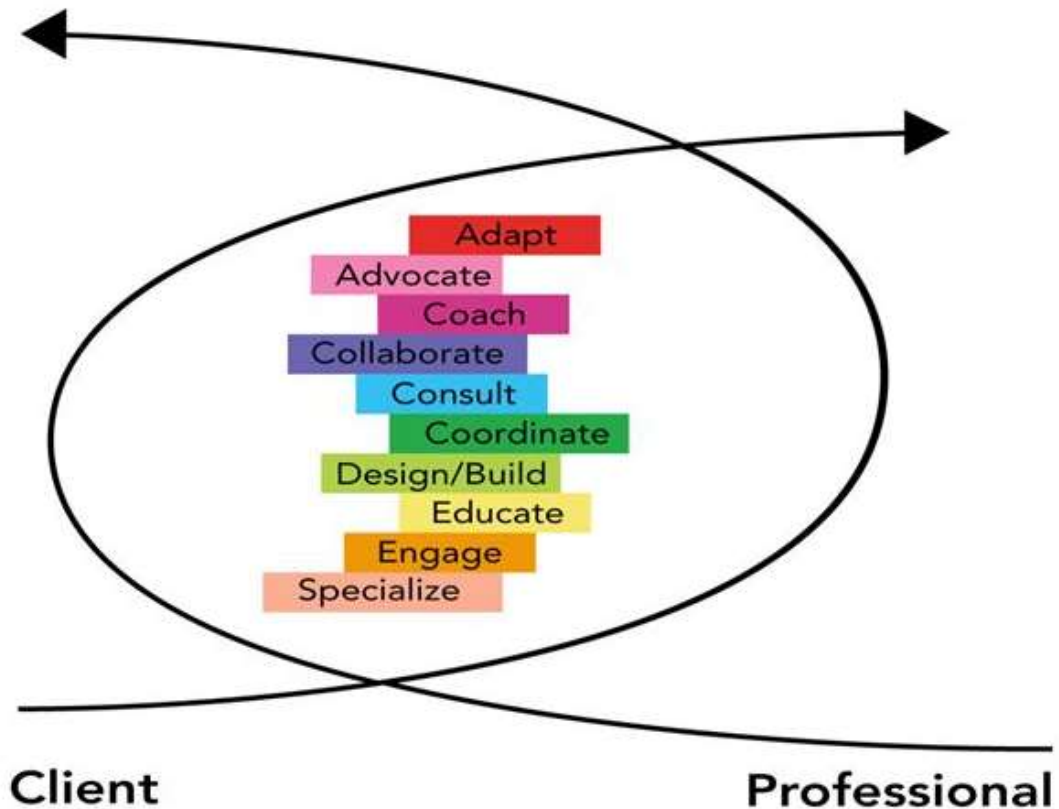 Adapt
Advocate
Coach
Collaborate
Consult
Coordinate
Design/Build
Educate
Engage
Specialize
Client Professional